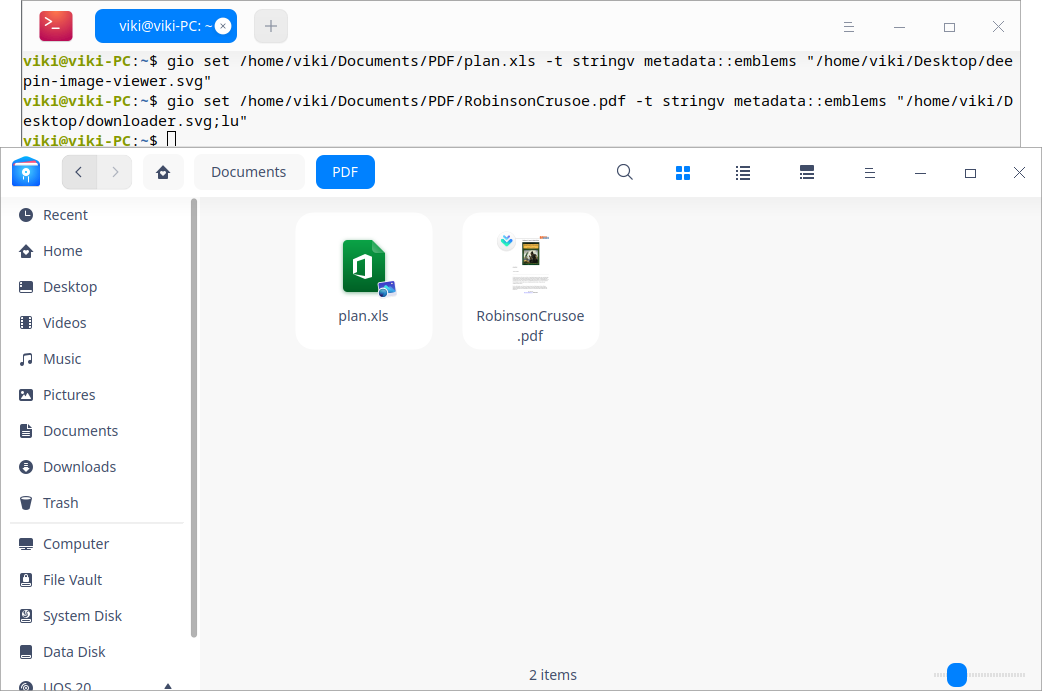 viki@viki-PC: ~
viki@viki-PC:~$ gio set /home/viki/Documents/PDF/plan.xls -t stringv metadata::emblems "/home/viki/Desktop/dee
pin-image-viewer.svg"
viki@viki-PC:~$ gio set /home/viki/Documents/PDF/RobinsonCrusoe.pdf -t stringv metadata::emblems "/home/viki/D
esktop/downloader.svg;lu"
viki@viki-PC:~$
Documents
PDF
Recent
Home
Desktop
Videos
Music
Pictures
Documents
Downloads
Trash
Computer
File Vault
System Disk
Data Disk
UOS 20
plan.xls
RobinsonCrusoe
.pdf
2 items